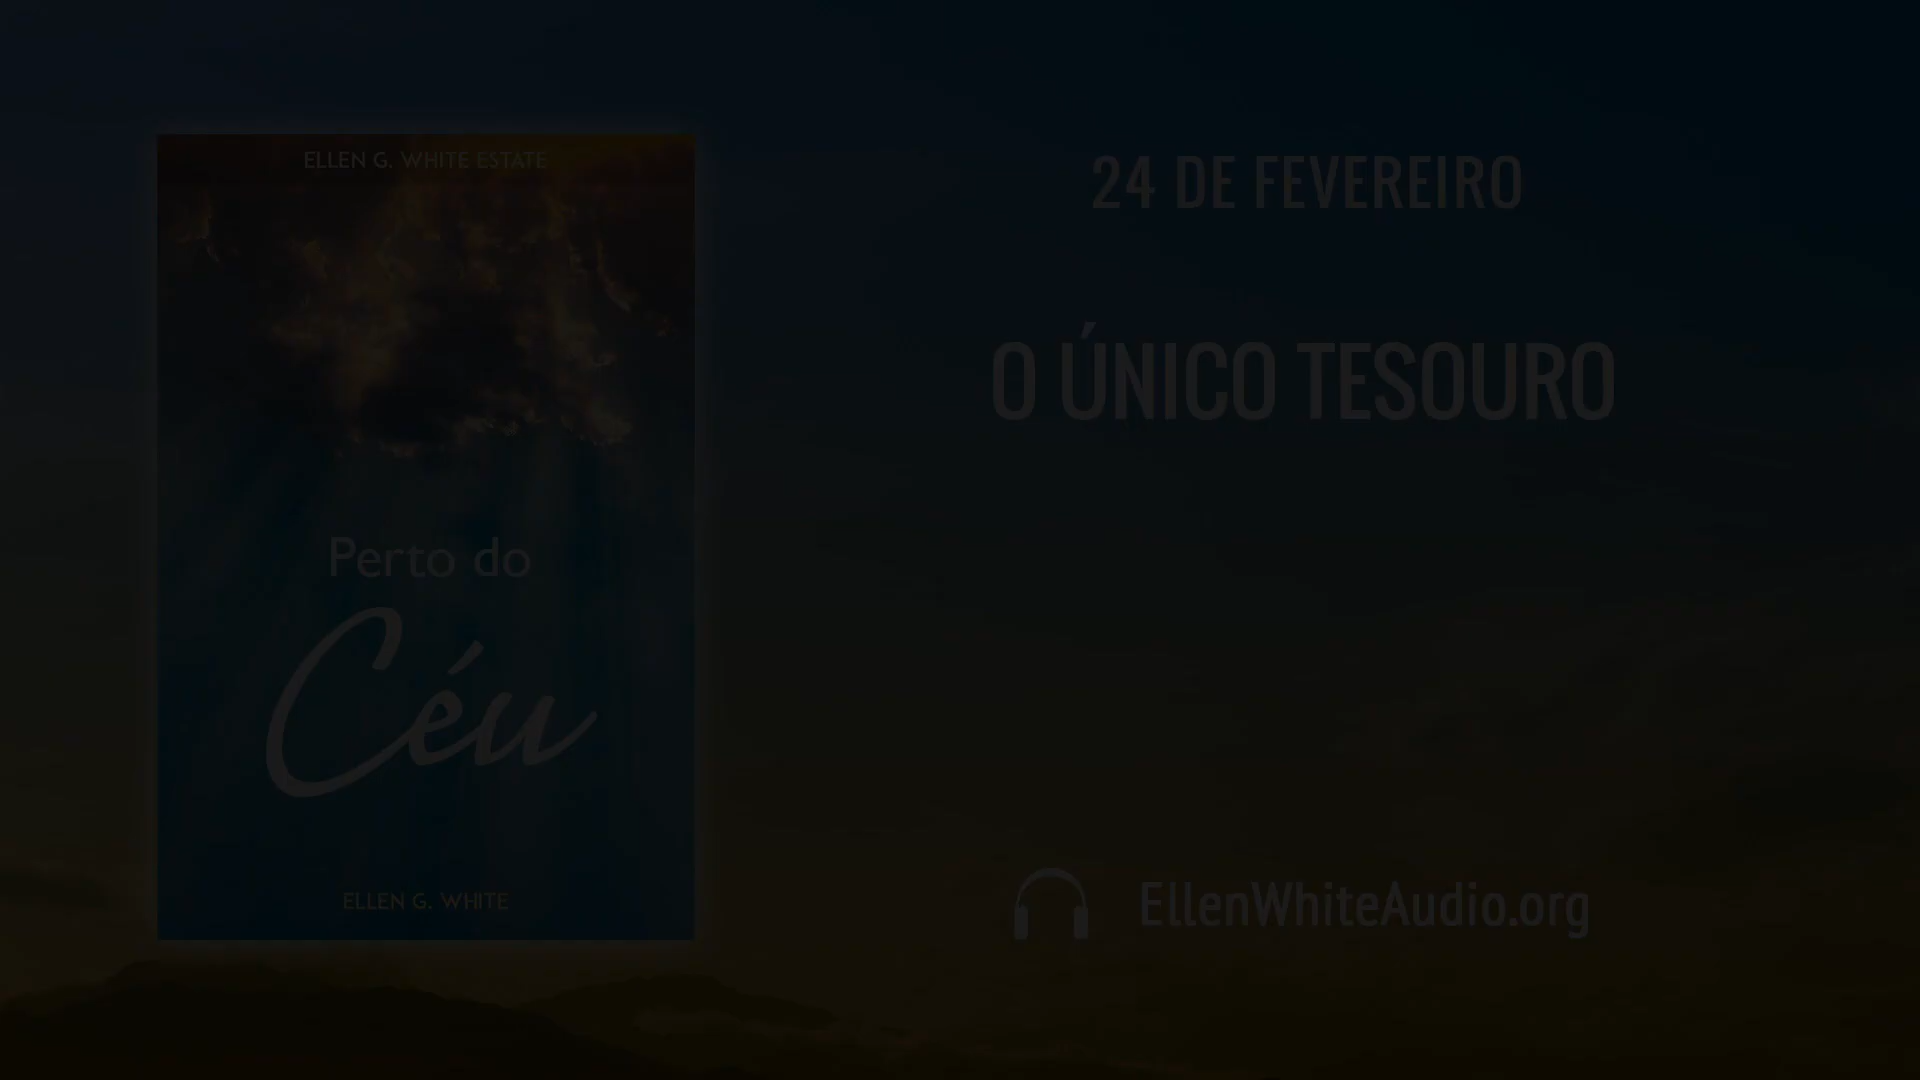 ELLEN G. WHITE ESTATE
Perto do
Céu
ELLEN G. WHITE
24 DE FEVEREIRO
O ÚNICO TESOURO
EllenWhiteAudio.org